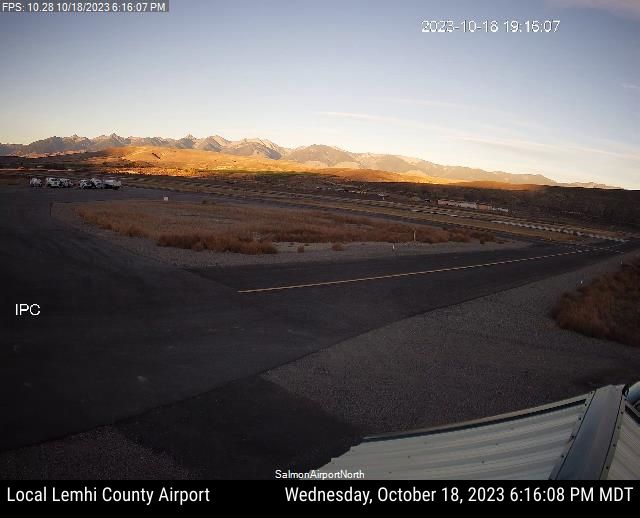 FPS: 10.28 10/18/2023 6:16:07 PM
2023-10-18 19:15:07
IPC
SalmonAirportNorth
Local Lemhi County Airport Wednesday, October 18, 2023 6:16:08 PM MDT